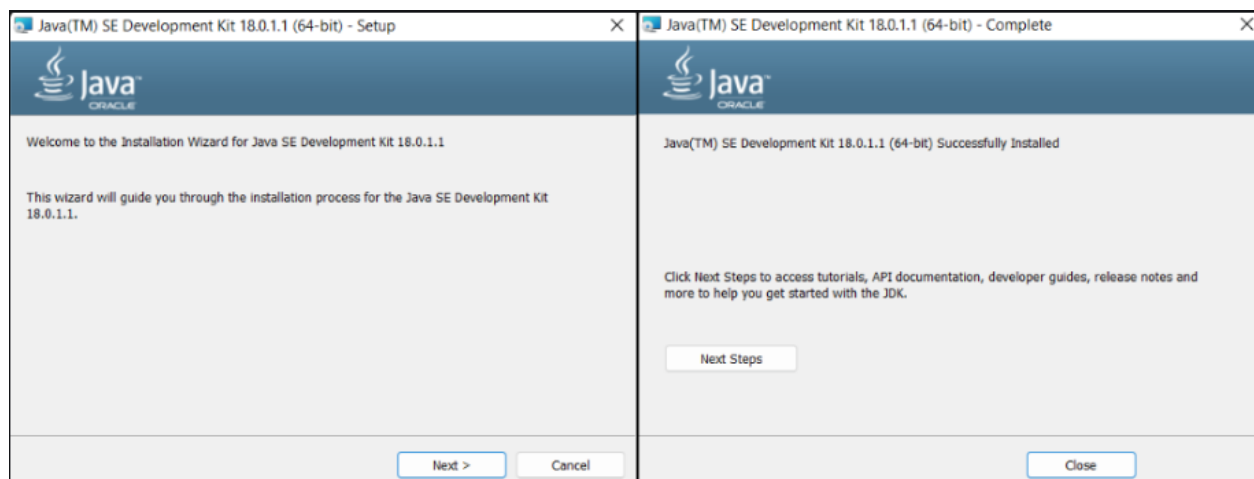 Java(TM) SE Development Kit 18.0.1.1 (64-bit) - Setup
Java™
ORACLE
Welcome to the Installation Wizard for Java SE Development Kit 18.0.1.1
This wizard will guide you through the installation process for the Java SE Development Kit
18.0.1.1.
Next >
Cancel
Java(TM) SE Development Kit 18.0.1.1 (64-bit) - Complete
Java™
ORACLE
Java(TM) SE Development Kit 18.0.1.1 (64-bit) Successfully Installed
Click Next Steps to access tutorials, API documentation, developer guides, release notes and
more to help you get started with the JDK.
Next Steps
Close